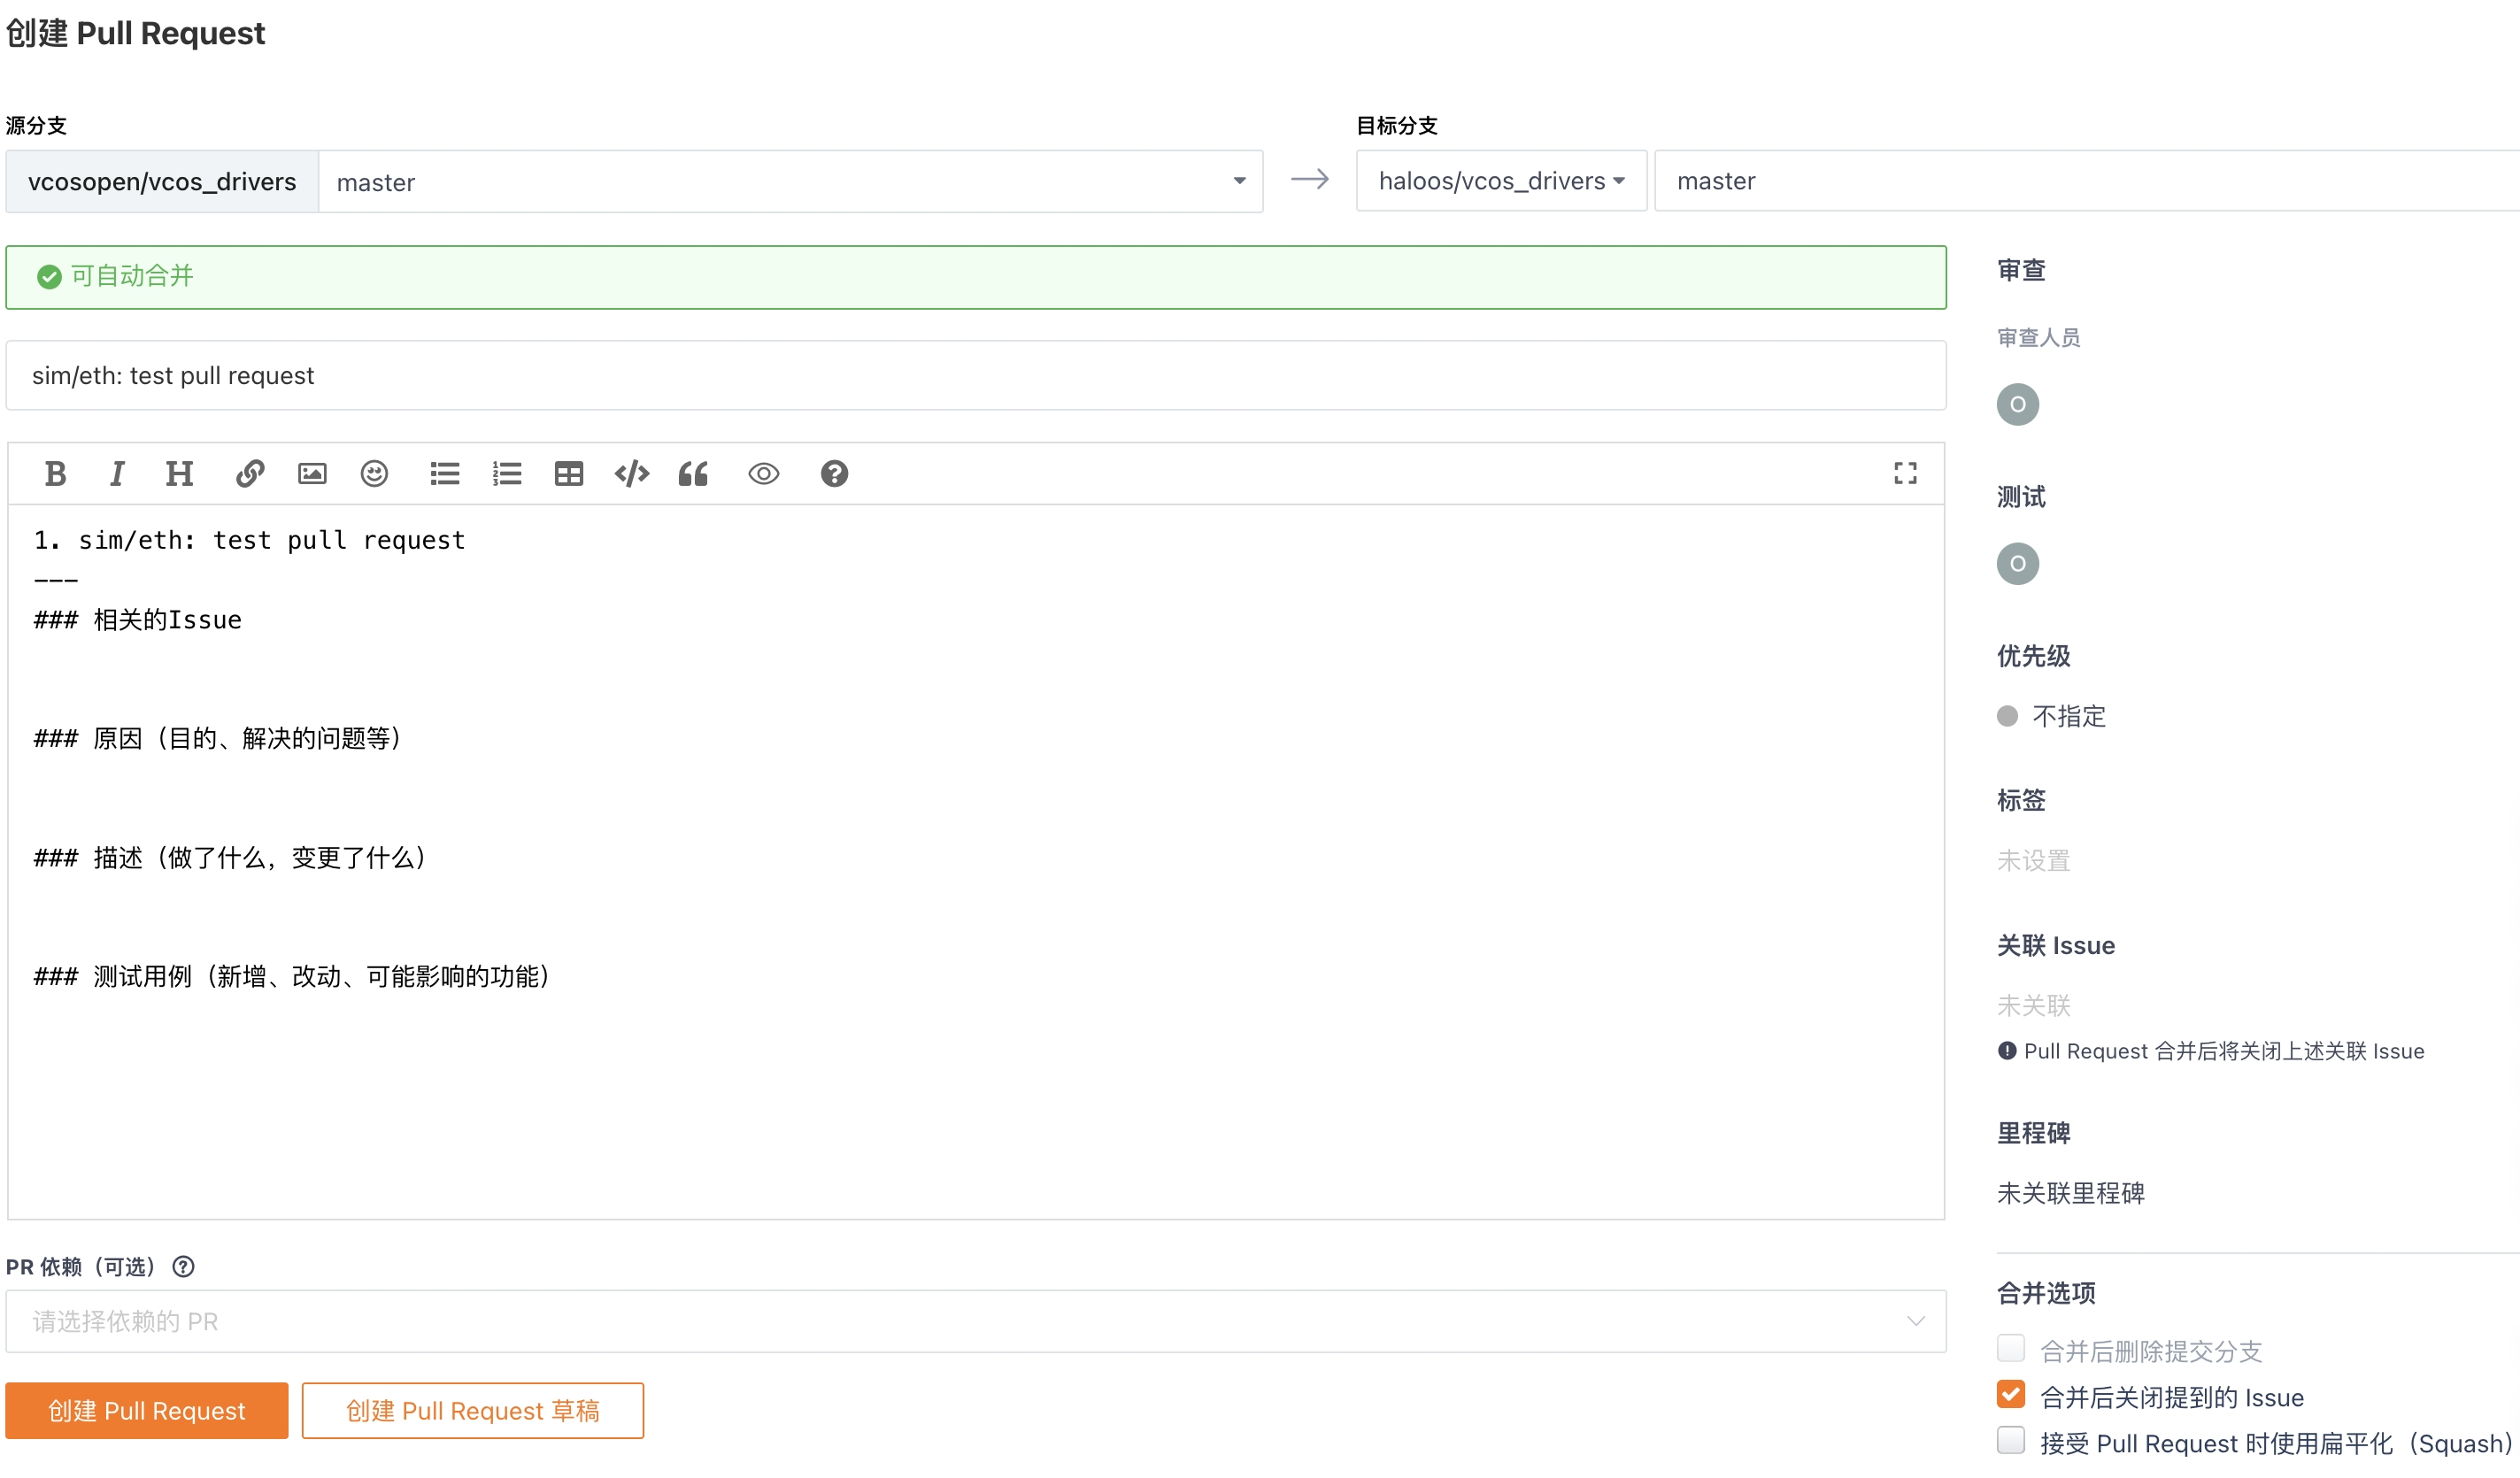 创建 Pull Request
源分支
目标分支
vcosopen/vcos_drivers master
haloos/vcos_drivers master
可自动合并
sim/eth: test pull request
B I H
1. sim/eth: test pull request
---
### 相关的Issue
### 原因（目的、解决的问题等）
### 描述（做了什么，变更了什么）
### 测试用例（新增、改动、可能影响的功能）
PR 依赖（可选）
请选择依赖的 PR
创建 Pull Request
创建 Pull Request 草稿
审查
审查人员
O
测试
O
优先级
不指定
标签
未设置
关联 Issue
未关联
Pull Request 合并后将关闭上述关联 Issue
里程碑
未关联里程碑
合并选项
合并后删除提交分支
合并后关闭提到的 Issue
接受 Pull Request 时使用扁平化（Squash）